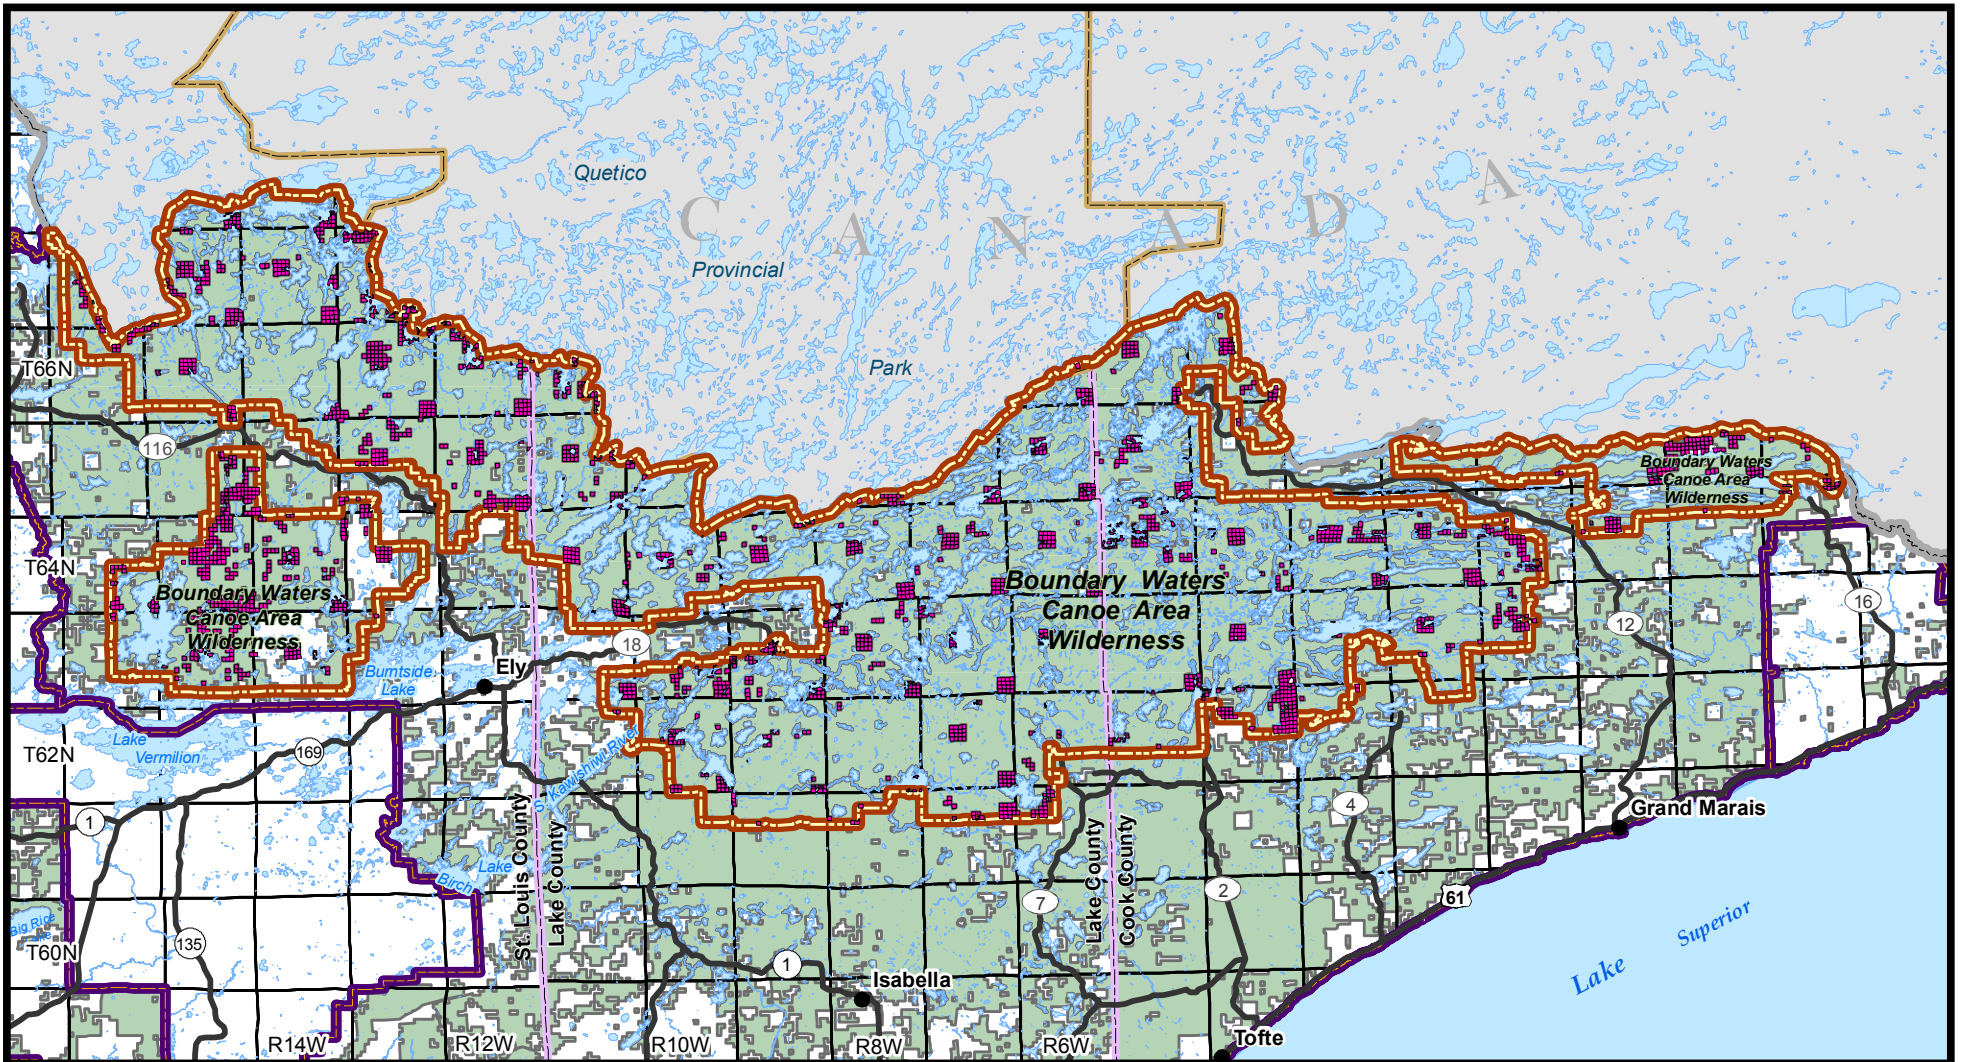 Quetico
Provincial
Park
C A N A D A
T66N
T64N
T62N
T60N
R14W
R12W
R10W
R8W
R6W
116
169
1
135
18
1
7
2
4
12
16
61
Boundary Waters
Canoe Area
Wilderness
Boundary Waters
Canoe Area
Wilderness
Boundary Waters
Canoe Area
Wilderness
Burntside
Lake
Ely
Lake
Vermilion
S. Kawishiwi River
Birch Lake
Big Rice
St. Louis County
Lake County
Lake County
Cook County
Isabella
Tofte
Grand Marais
Lake Superior